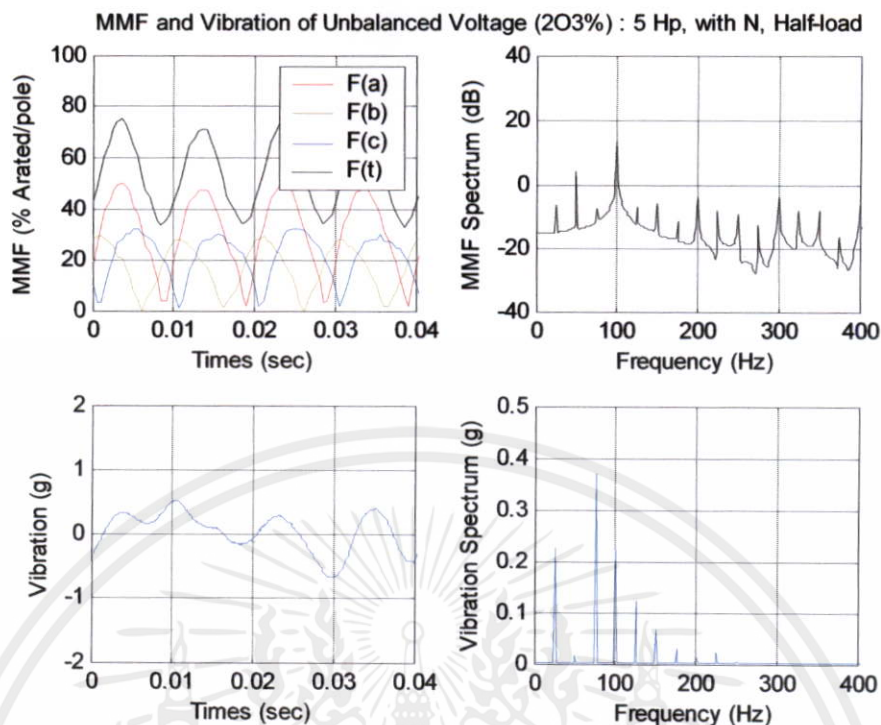 MMF and Vibration of Unbalanced Voltage (2O3%) : 5 Hp, with N, Half-load
MMF (% Arated/pole)
100
80
60
40
20
0
F(a)
F(b)
F(c)
F(t)
0 0.01 0.02 0.03 0.04
Times (sec)
MMF Spectrum (dB)
40
20
0
-20
-40
0 100 200 300 400
Frequency (Hz)
Vibration (g)
2
1
0
-1
-2
0 0.01 0.02 0.03 0.04
Times (sec)
Vibration Spectrum (g)
0.5
0.4
0.3
0.2
0.1
0
0 100 200 300 400
Frequency (Hz)